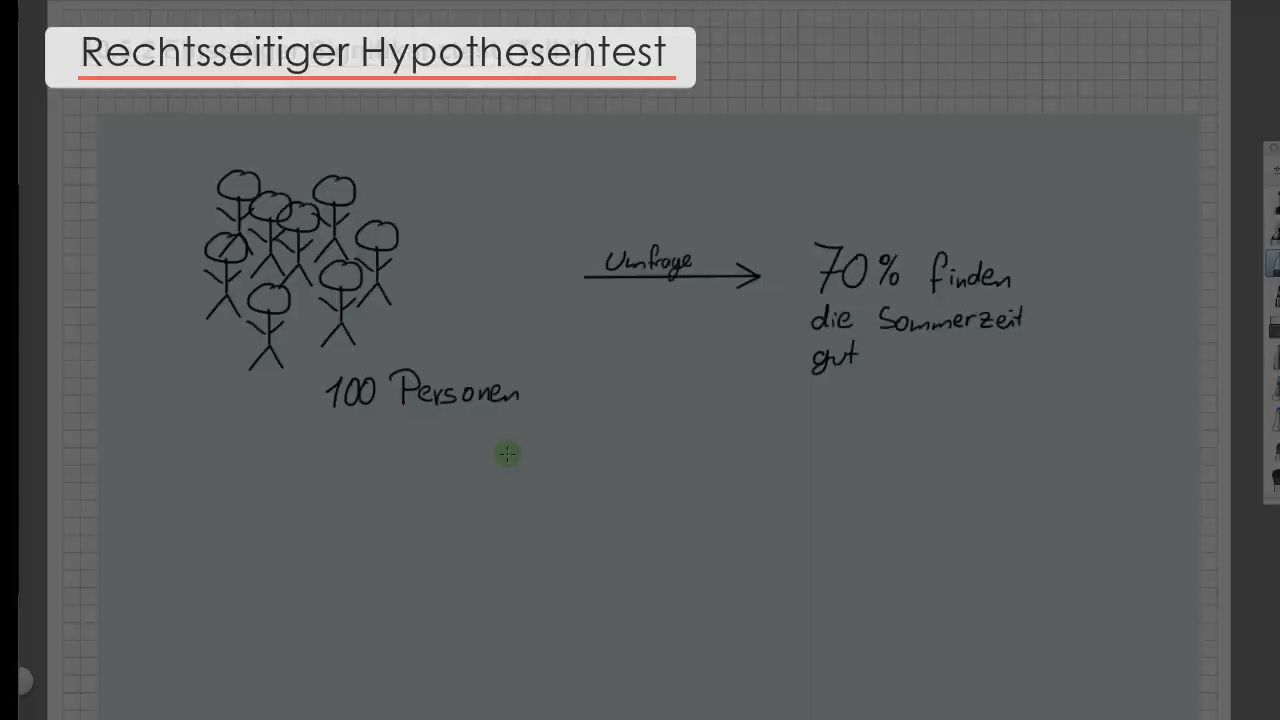 Rechtsseitiger Hypothesentest
Umfrage
70% finden
die Sommerzeit
gut
100 Personen